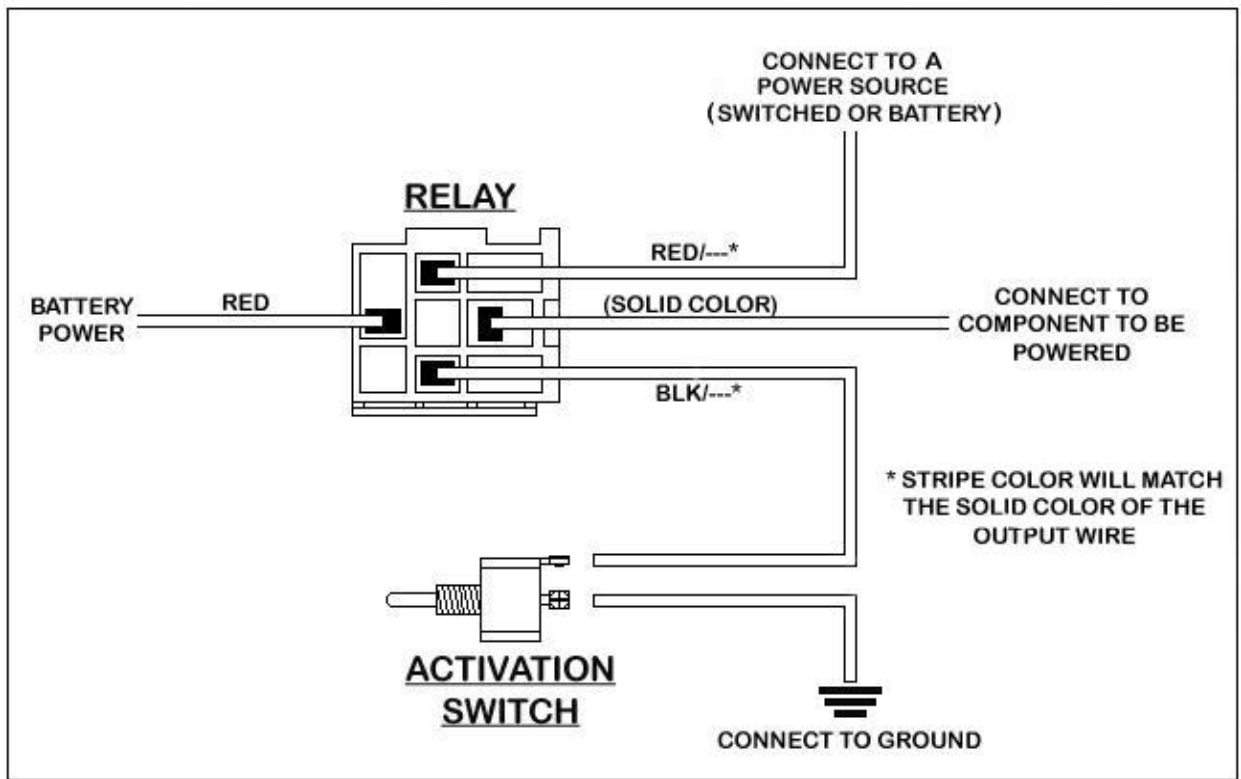 CONNECT TO A
POWER SOURCE
(SWITCHED OR BATTERY)
RELAY
RED/---*
BATTERY
POWER
RED
(SOLID COLOR)
CONNECT TO
COMPONENT TO BE
POWERED
BLK/---*
* STRIPE COLOR WILL MATCH
THE SOLID COLOR OF THE
OUTPUT WIRE
ACTIVATION
SWITCH
CONNECT TO GROUND